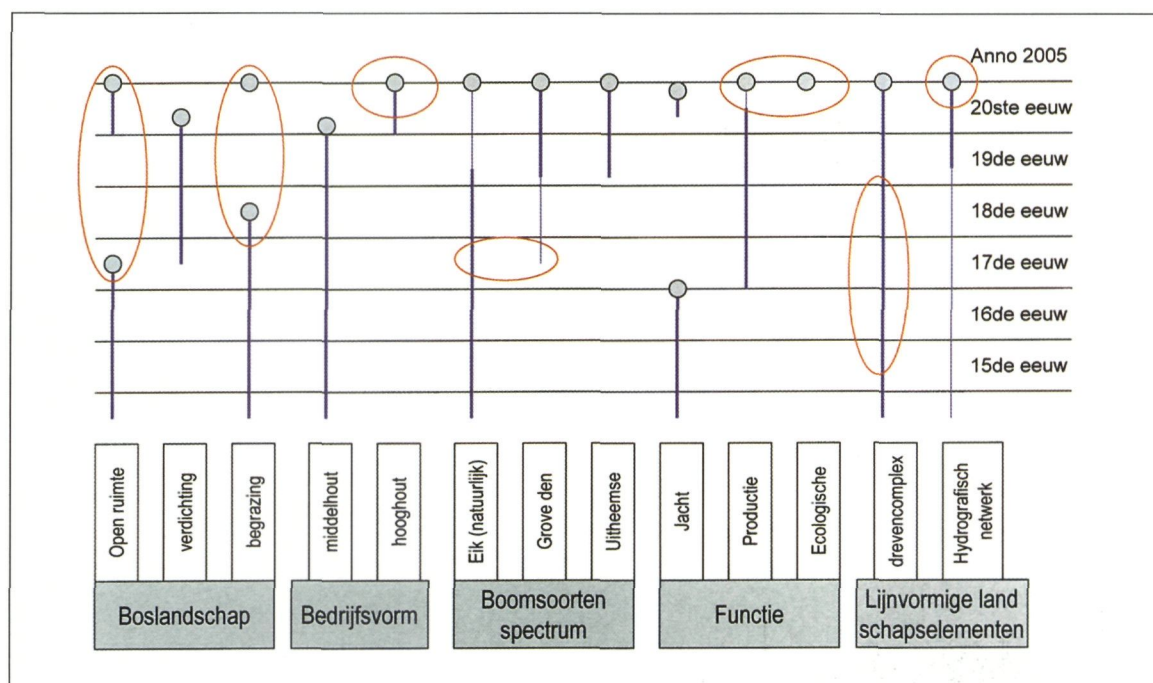 Anno 2005
20ste eeuw
19de eeuw
18de eeuw
17de eeuw
16de eeuw
15de eeuw
Open ruimte
verdichting
begrazing
middelhout
hooghout
Eik (natuurlijk)
Grove den
Uitheemse
Jacht
Productie
Ecologische
drevencomplex
Hydrografisch
netwerk
Boslandschap
Bedrijfsvorm
Boomsoorten
spectrum
Functie
Lijnvormige land
schapselementen